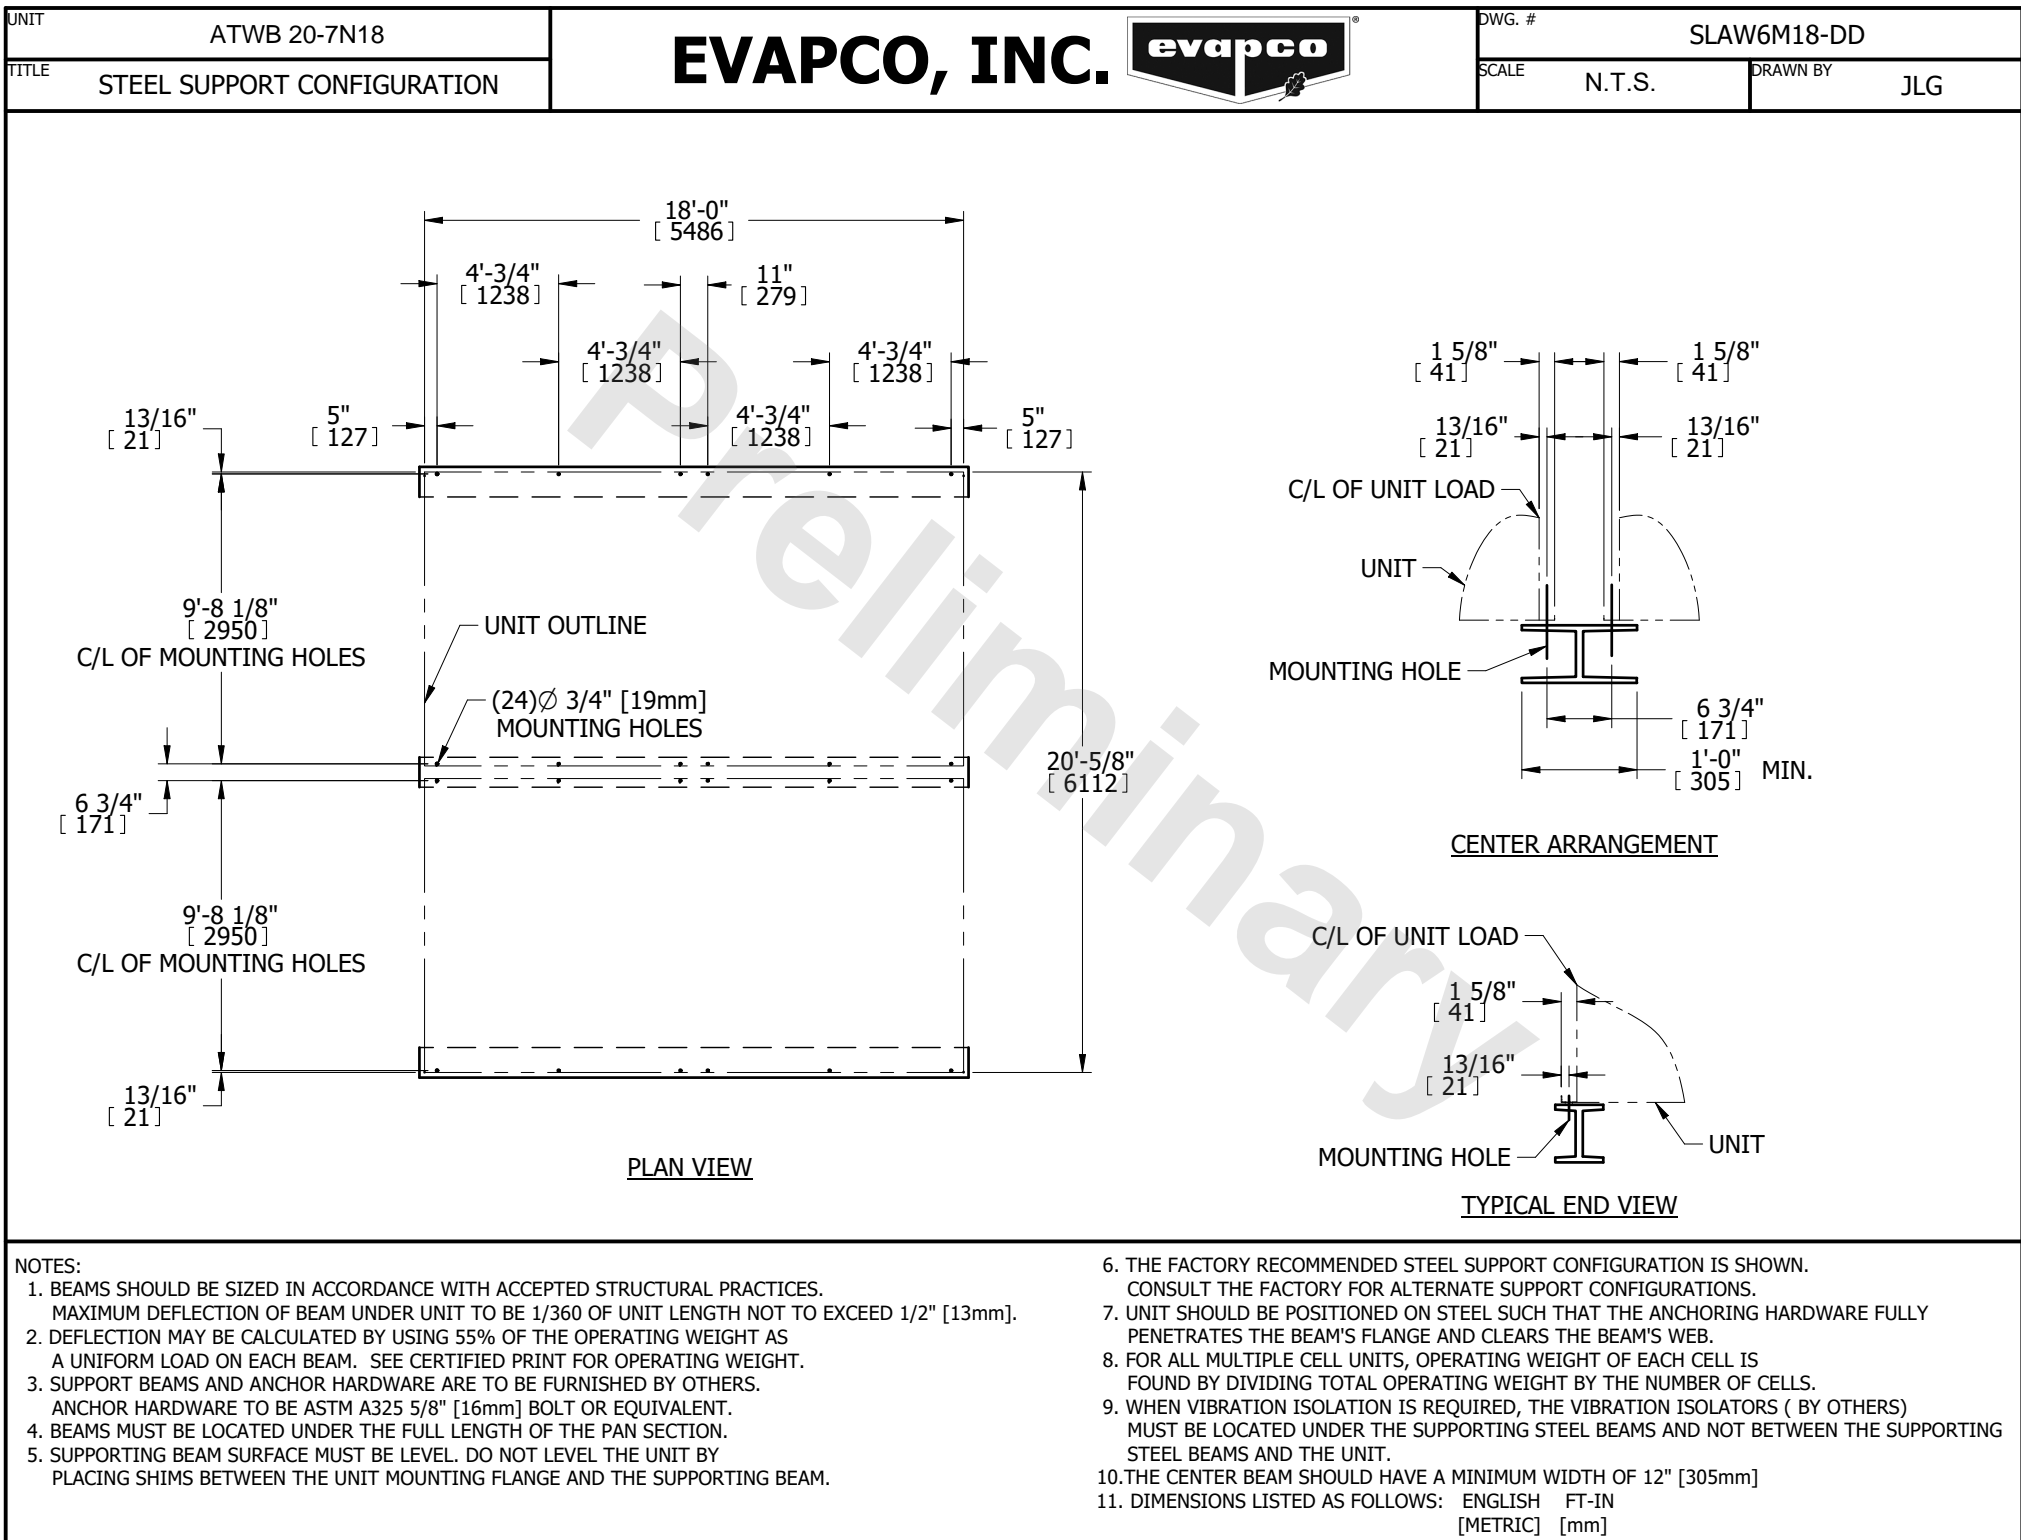 UNIT
ATWB 20-7N18
TITLE
STEEL SUPPORT CONFIGURATION
EVAPCO, INC.
evapco
®
DWG. #
SLAW6M18-DD
SCALE
N.T.S.
DRAWN BY
JLG
18'-0"
[ 5486 ]
4'-3/4"
[ 1238 ]
11"
[ 279 ]
4'-3/4"
[ 1238 ]
4'-3/4"
[ 1238 ]
13/16"
[ 21 ]
5"
[ 127 ]
4'-3/4"
[ 1238 ]
5"
[ 127 ]
9'-8 1/8"
[ 2950 ]
C/L OF MOUNTING HOLES
UNIT OUTLINE
(24)∅ 3/4" [19mm]
MOUNTING HOLES
6 3/4"
[ 171 ]
20'-5/8"
[ 6112 ]
9'-8 1/8"
[ 2950 ]
C/L OF MOUNTING HOLES
13/16"
[ 21 ]
PLAN VIEW
Preliminary
1 5/8"
[ 41 ]
1 5/8"
[ 41 ]
13/16"
[ 21 ]
13/16"
[ 21 ]
C/L OF UNIT LOAD
UNIT
MOUNTING HOLE
6 3/4"
[ 171 ]
1'-0"
[ 305 ] MIN.
CENTER ARRANGEMENT
C/L OF UNIT LOAD
1 5/8"
[ 41 ]
13/16"
[ 21 ]
MOUNTING HOLE
UNIT
TYPICAL END VIEW
NOTES:
1. BEAMS SHOULD BE SIZED IN ACCORDANCE WITH ACCEPTED STRUCTURAL PRACTICES.
MAXIMUM DEFLECTION OF BEAM UNDER UNIT TO BE 1/360 OF UNIT LENGTH NOT TO EXCEED 1/2" [13mm].
2. DEFLECTION MAY BE CALCULATED BY USING 55% OF THE OPERATING WEIGHT AS
A UNIFORM LOAD ON EACH BEAM. SEE CERTIFIED PRINT FOR OPERATING WEIGHT.
3. SUPPORT BEAMS AND ANCHOR HARDWARE ARE TO BE FURNISHED BY OTHERS.
ANCHOR HARDWARE TO BE ASTM A325 5/8" [16mm] BOLT OR EQUIVALENT.
4. BEAMS MUST BE LOCATED UNDER THE FULL LENGTH OF THE PAN SECTION.
5. SUPPORTING BEAM SURFACE MUST BE LEVEL. DO NOT LEVEL THE UNIT BY
PLACING SHIMS BETWEEN THE UNIT MOUNTING FLANGE AND THE SUPPORTING BEAM.
6. THE FACTORY RECOMMENDED STEEL SUPPORT CONFIGURATION IS SHOWN.
CONSULT THE FACTORY FOR ALTERNATE SUPPORT CONFIGURATIONS.
7. UNIT SHOULD BE POSITIONED ON STEEL SUCH THAT THE ANCHORING HARDWARE FULLY
PENETRATES THE BEAM'S FLANGE AND CLEARS THE BEAM'S WEB.
8. FOR ALL MULTIPLE CELL UNITS, OPERATING WEIGHT OF EACH CELL IS
FOUND BY DIVIDING TOTAL OPERATING WEIGHT BY THE NUMBER OF CELLS.
9. WHEN VIBRATION ISOLATION IS REQUIRED, THE VIBRATION ISOLATORS ( BY OTHERS)
MUST BE LOCATED UNDER THE SUPPORTING STEEL BEAMS AND NOT BETWEEN THE SUPPORTING
STEEL BEAMS AND THE UNIT.
10.THE CENTER BEAM SHOULD HAVE A MINIMUM WIDTH OF 12" [305mm]
11. DIMENSIONS LISTED AS FOLLOWS: ENGLISH FT-IN
[METRIC] [mm]